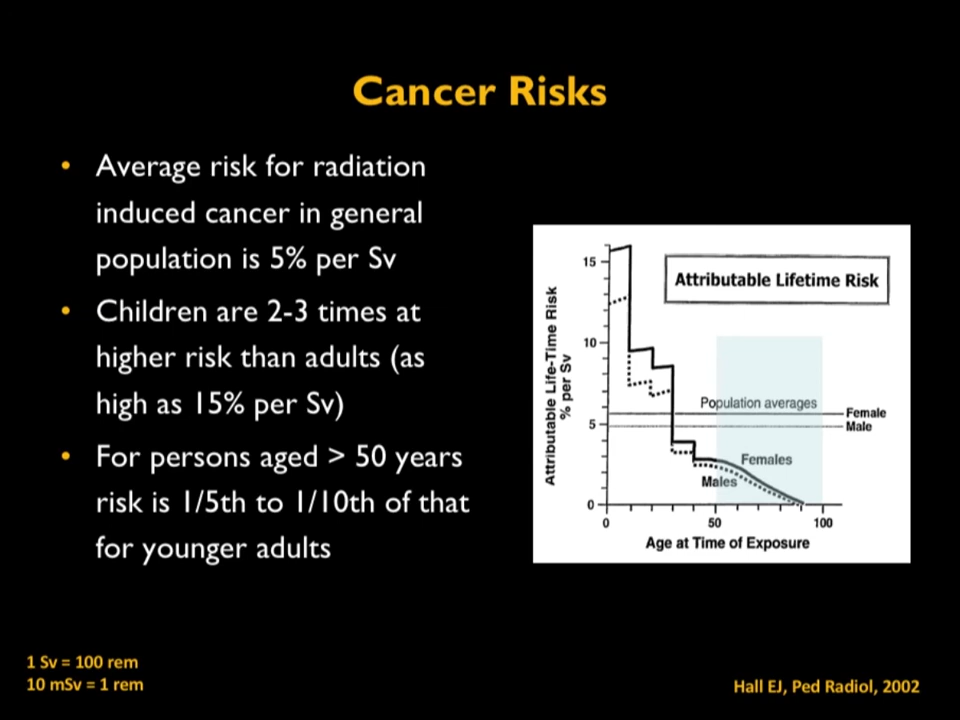 Cancer Risks
• Average risk for radiation
induced cancer in general
population is 5% per Sv
• Children are 2-3 times at
higher risk than adults (as
high as 15% per Sv)
• For persons aged > 50 years
risk is 1/5th to 1/10th of that
for younger adults
Attributable Lifetime Risk
Attributable Life-Time Risk
% per Sv
15
10
5
0
Population averages
Female
Male
Females
Males
0
50
100
Age at Time of Exposure
1 Sv = 100 rem
10 mSv = 1 rem
Hall EJ, Ped Radiol, 2002